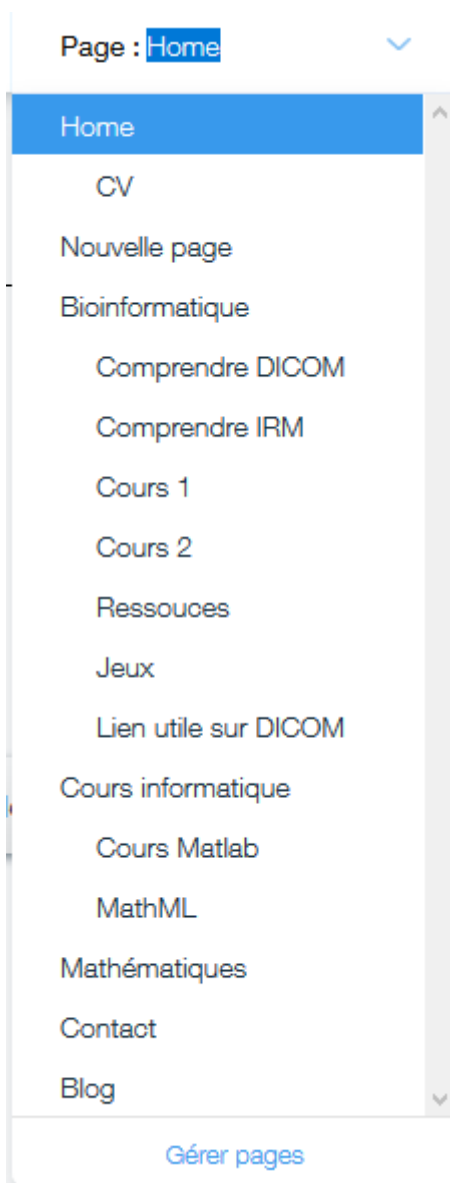 Page : Home
Home
CV
Nouvelle page
Bioinformatique
Comprendre DICOM
Comprendre IRM
Cours 1
Cours 2
Ressouces
Jeux
Lien utile sur DICOM
Cours informatique
Cours Matlab
MathML
Mathématiques
Contact
Blog
Gérer pages